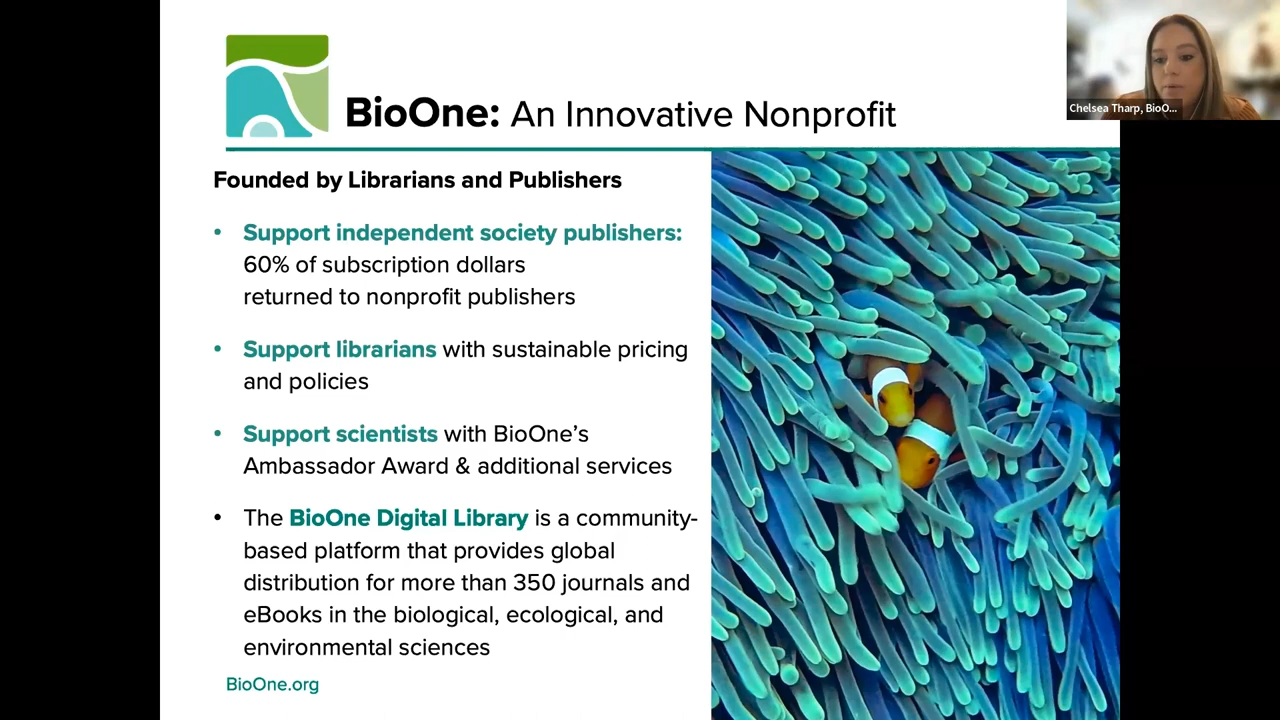 BioOne: An Innovative Nonprofit
Chelsea Tharp, BioO...
Founded by Librarians and Publishers
• Support independent society publishers:
60% of subscription dollars
returned to nonprofit publishers
• Support librarians with sustainable pricing
and policies
• Support scientists with BioOne’s
Ambassador Award & additional services
• The BioOne Digital Library is a community-
based platform that provides global
distribution for more than 350 journals and
eBooks in the biological, ecological, and
environmental sciences
BioOne.org